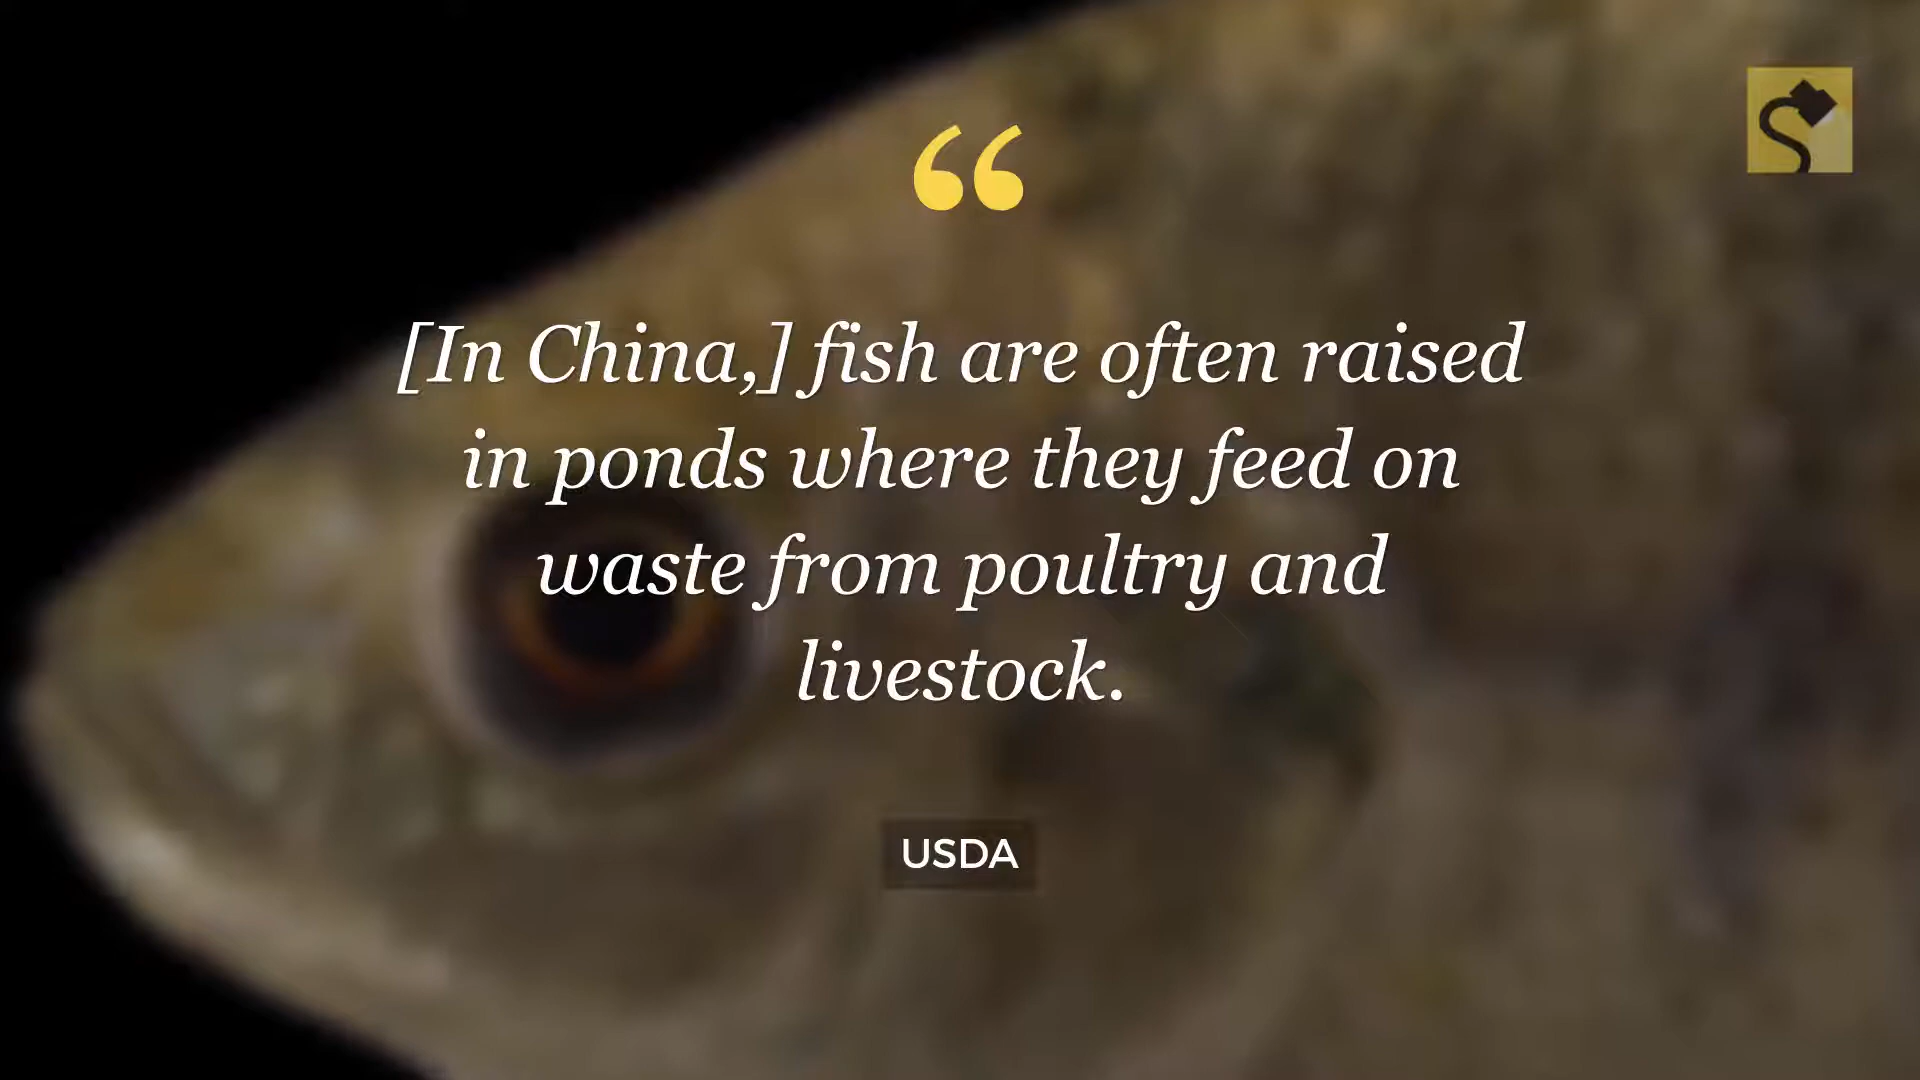 “
[In China,] fish are often raised
in ponds where they feed on
waste from poultry and
livestock.
USDA